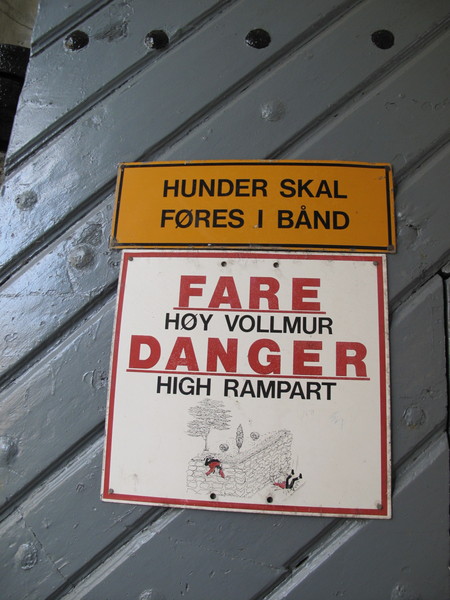 HUNDER SKAL
FØRES I BÅND
FARE
HØY VOLLMUR
DANGER
HIGH RAMPART